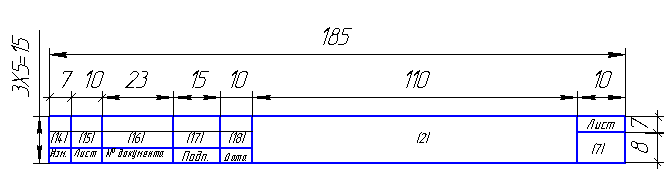 185
3X5=15
7 10 23 15 10 110 10
Лист 7
(14) (15) (16) (17) (18) (2) (7) 8
Изм. Лист № документа Подп. Дата